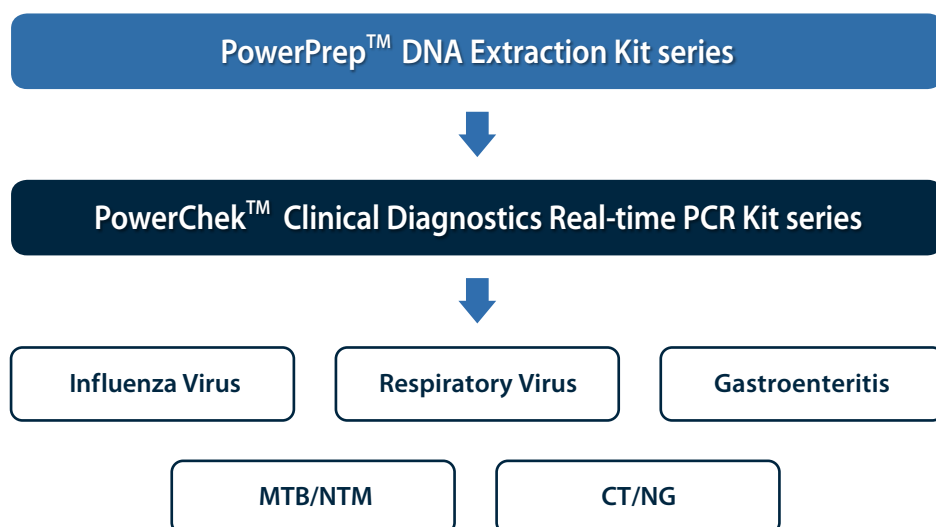 PowerPrep™ DNA Extraction Kit series
PowerChek™ Clinical Diagnostics Real-time PCR Kit series
Influenza Virus
Respiratory Virus
Gastroenteritis
MTB/NTM
CT/NG